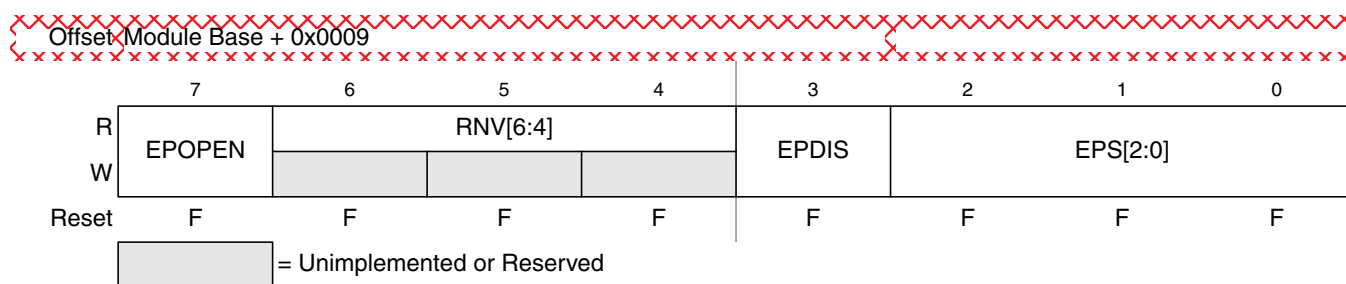 Offset Module Base + 0x0009
7 6 5 4 3 2 1 0
R EPOPEN RNV[6:4] EPDIS EPS[2:0]
W
Reset F F F F F F F F
= Unimplemented or Reserved